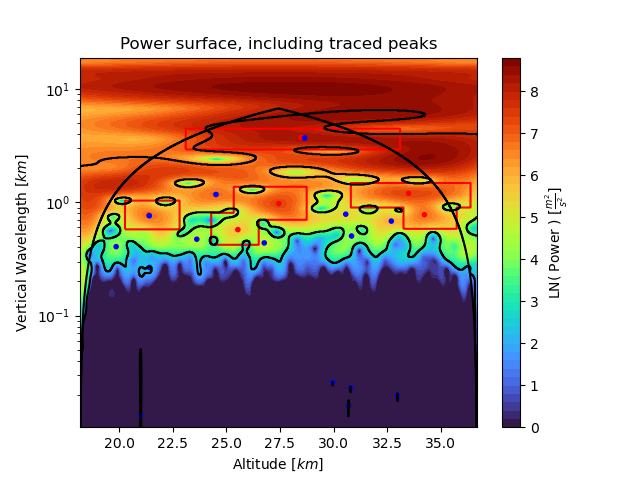 Power surface, including traced peaks
Vertical Wavelength [km]
10¹
10⁰
10⁻¹
20.0 22.5 25.0 27.5 30.0 32.5 35.0
Altitude [km]
8
7
6
5
4
3
2
1
0
LN( Power ) [m²/s²]